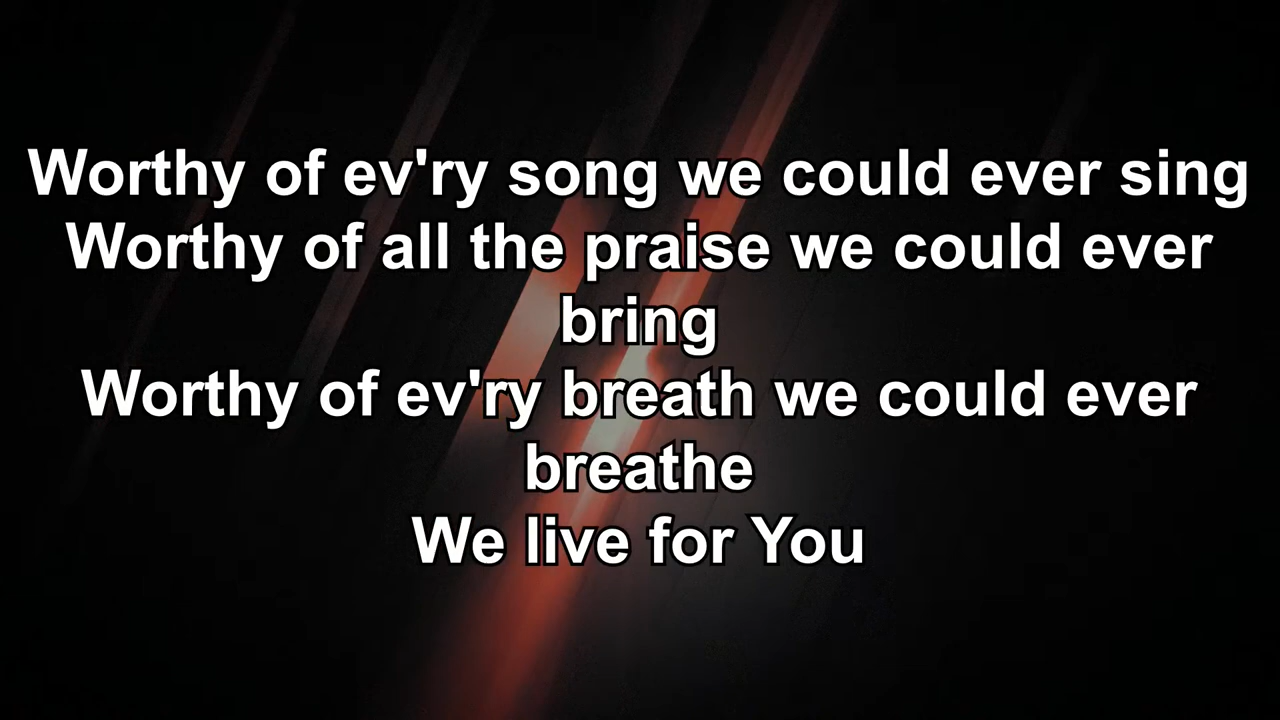 Worthy of ev'ry song we could ever sing
Worthy of all the praise we could ever
bring
Worthy of ev'ry breath we could ever
breathe
We live for You